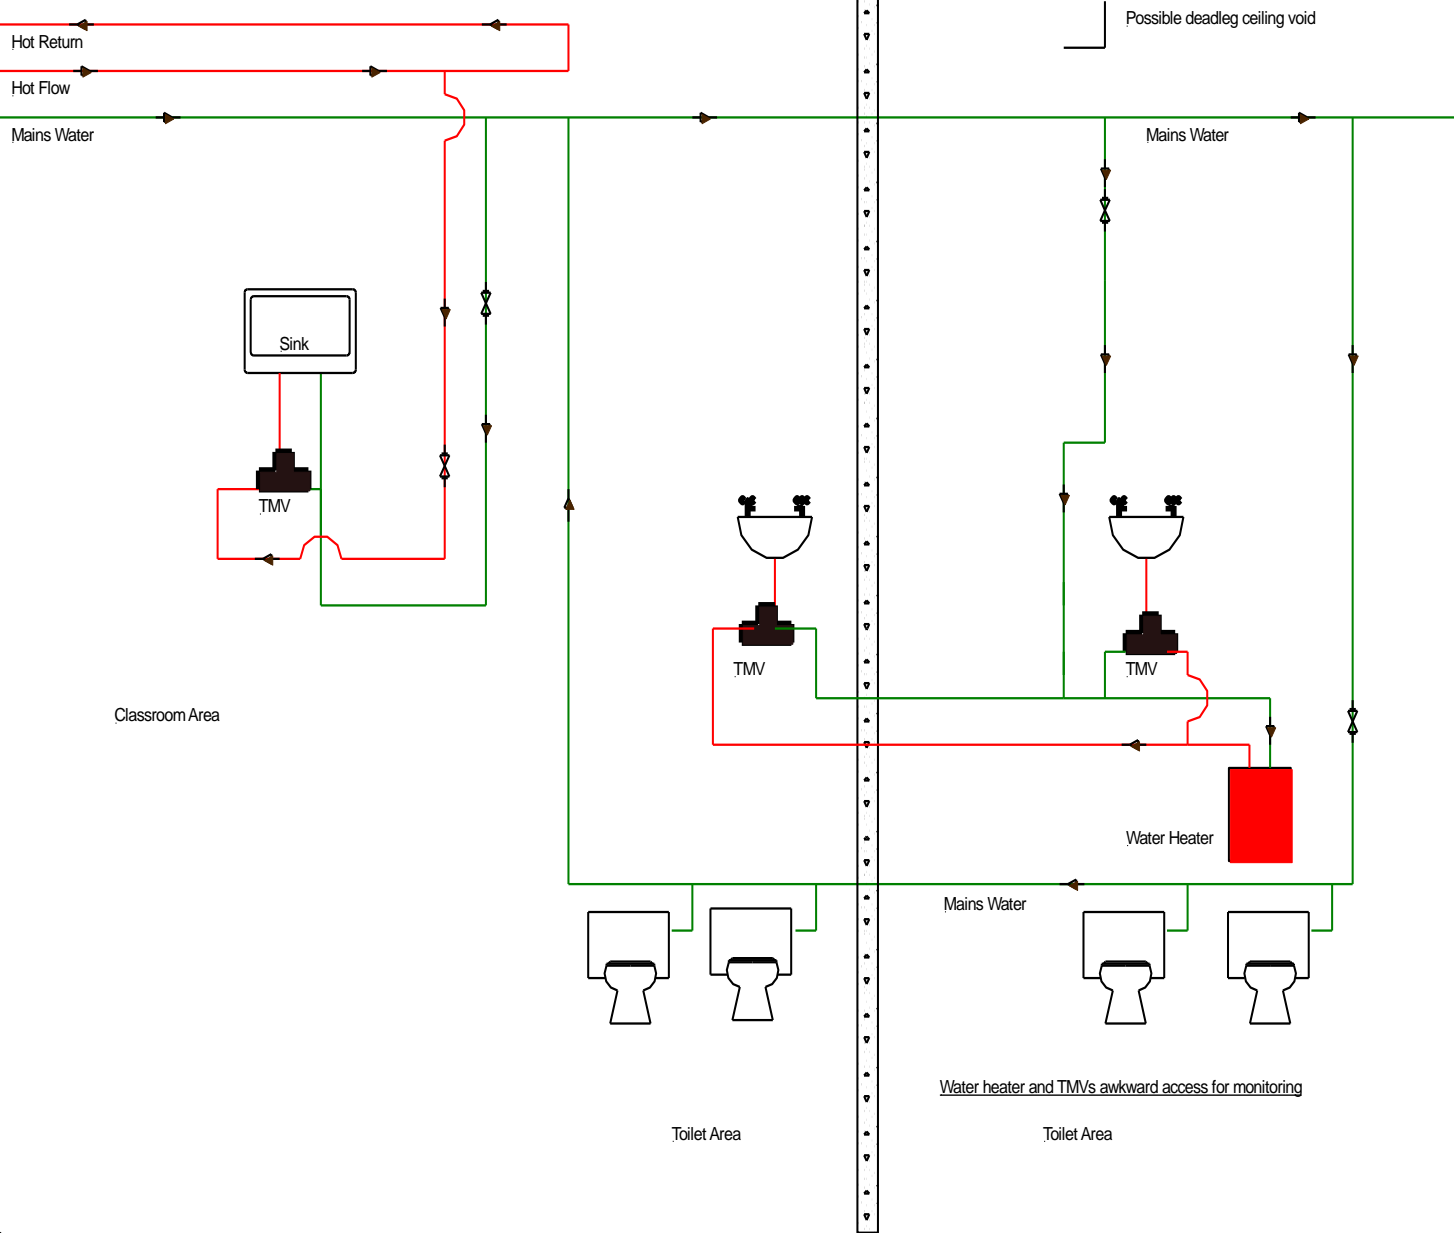 Possible deadleg ceiling void
Hot Return
Hot Flow
Mains Water
Mains Water
Sink
TMV
TMV
TMV
Classroom Area
Water Heater
Mains Water
Water heater and TMVs awkward access for monitoring
Toilet Area
Toilet Area